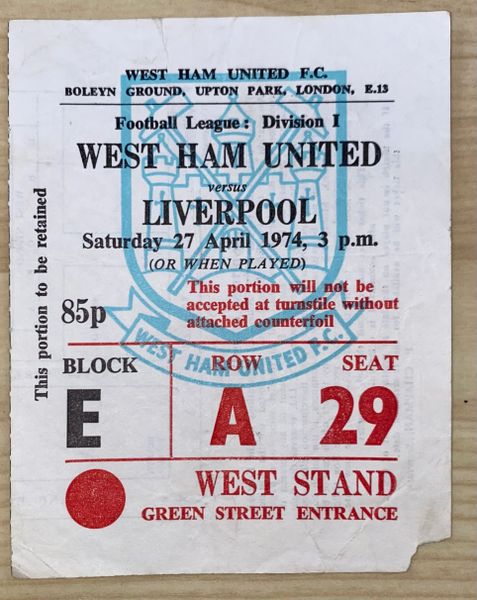 WEST HAM UNITED F.C.
BOLEYN GROUND, UPTON PARK, LONDON, E.13
Football League: Division I
WEST HAM UNITED
versus
LIVERPOOL
Saturday 27 April 1974, 3 p.m.
(OR WHEN PLAYED)
This portion to be retained
85p
This portion will not be
accepted at turnstile without
attached counterfoil
WEST HAM UNITED F.C.
BLOCK
ROW
SEAT
E
A
29
WEST STAND
GREEN STREET ENTRANCE